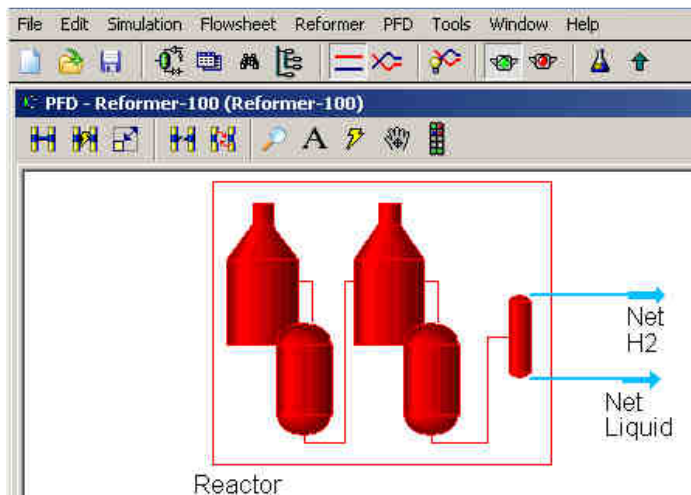 File Edit Simulation Flowsheet Reformer PFD Tools Window Help
PFD - Reformer-100 (Reformer-100)
A
Net
H2
Net
Liquid
Reactor